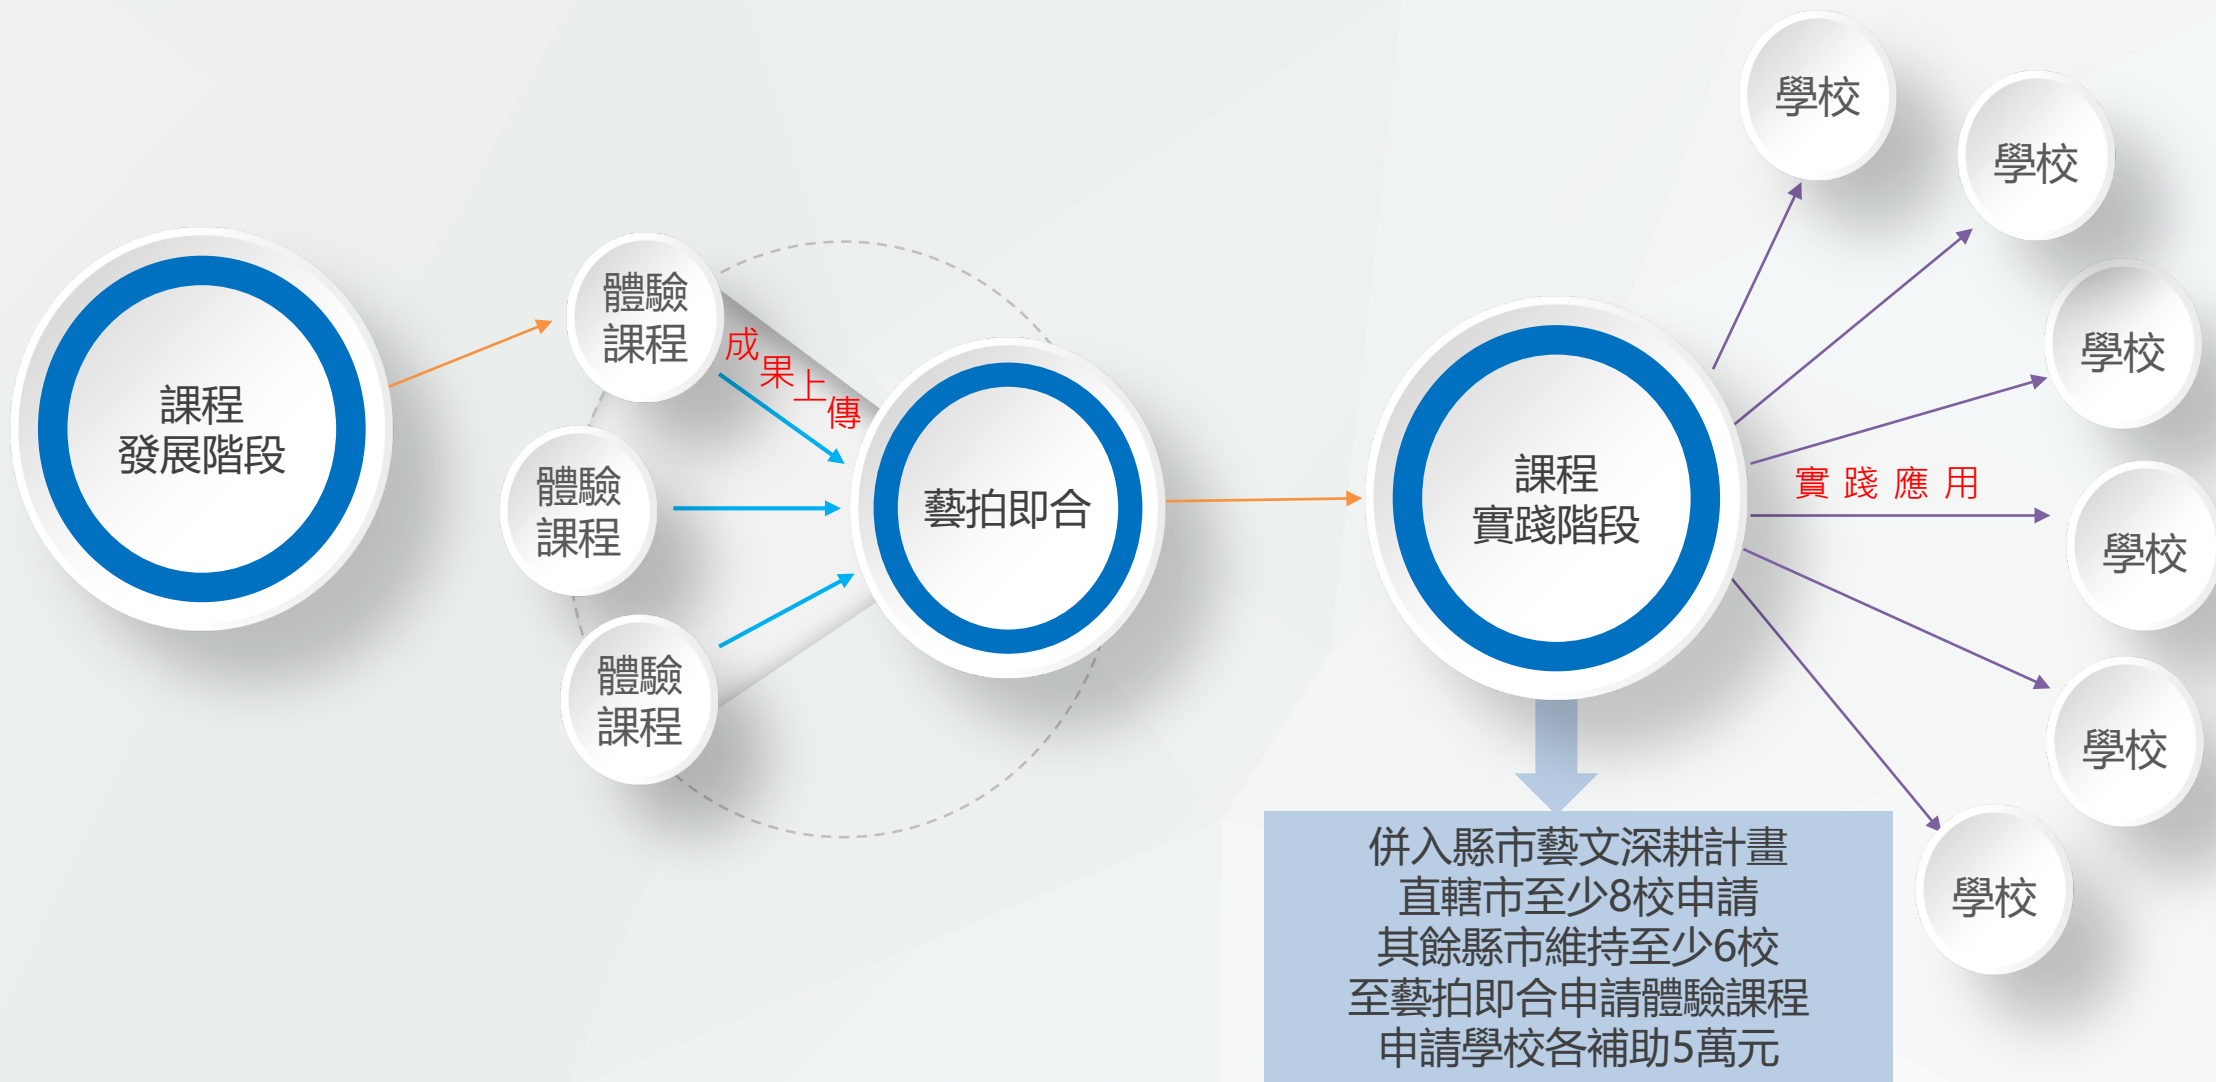 課程
發展階段
體驗
課程
體驗
課程
體驗
課程
成果上傳
藝拍即合
課程
實踐階段
實踐應用
學校
學校
學校
學校
學校
學校
併入縣市藝文深耕計畫
直轄市至少8校申請
其餘縣市維持至少6校
至藝拍即合申請體驗課程
申請學校各補助5萬元